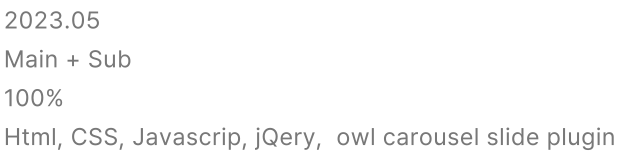 2023.05
Main + Sub
100%
Html, CSS, Javascrip, jQery,  owl carousel slide plugin